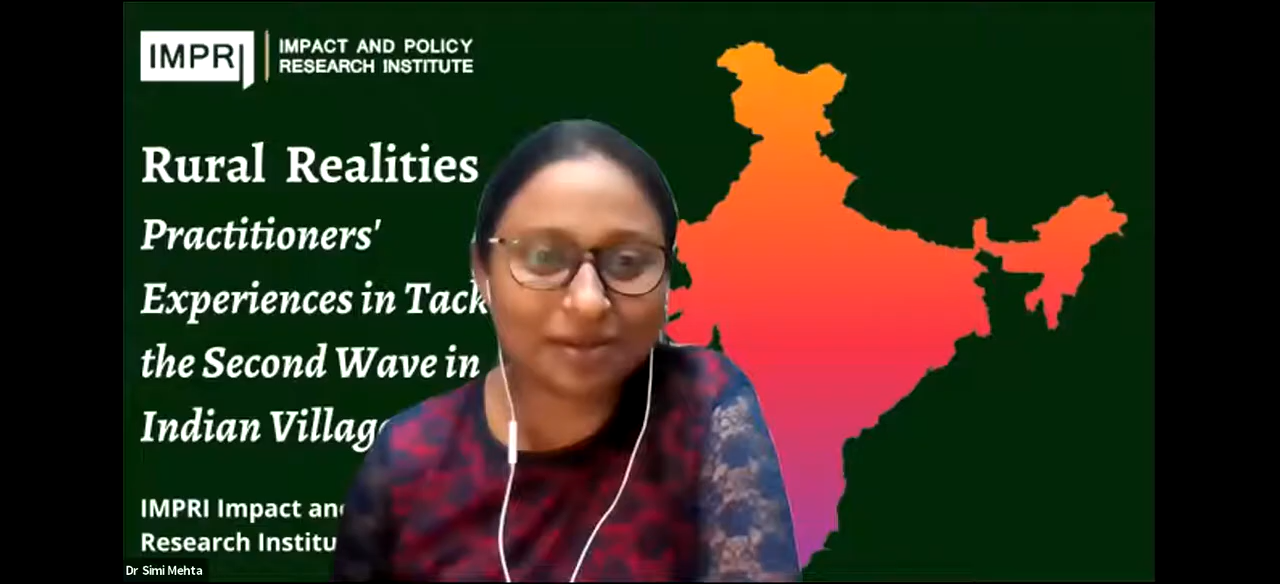 IMPRI
IMPACT AND POLICY
RESEARCH INSTITUTE
Rural Realities
Practitioners'
Experiences in Tack
the Second Wave in
Indian Villag
IMPRI Impact an
Research Institu
Dr Simi Mehta